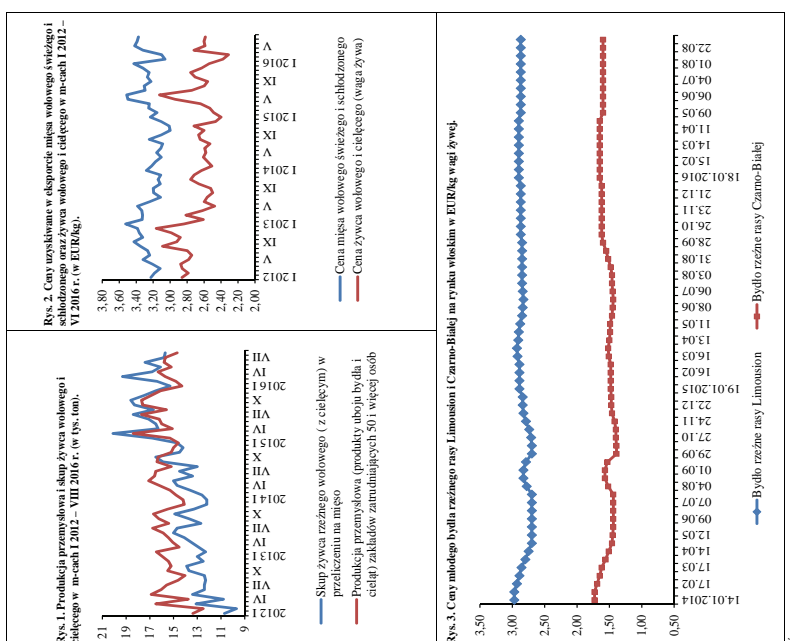 Rys. 1. Produkcja przemysłowa i skup żywca wołowego i
cielęcego w m-cach I 2012 – VIII 2016 r. (w tys. ton).
21
19
17
15
13
11
9
2012 I
IV
VII
X
2013 I
IV
VII
X
2014 I
IV
VII
X
2015 I
IV
VII
X
2016 I
IV
VII
Skup żywca rzeźnego wołowego ( z cielęcym) w
przeliczeniu na mięso
Produkcja przemysłowa (produkty uboju bydła i
cieląt) zakładów zatrudniających 50 i więcej osób
Rys. 2. Ceny uzyskiwane w eksporcie mięsa wołowego świeżego i
schłodzonego oraz żywca wołowego i cielęcego w m-cach I 2012 –
VI 2016 r. (w EUR/kg).
3,80
3,60
3,40
3,20
3,00
2,80
2,60
2,40
2,20
2,00
I 2012
V
IX
I 2013
V
IX
I 2014
V
IX
I 2015
V
IX
I 2016
V
Cena mięsa wołowego świeżego i schłodzonego
Cena żywca wołowego i cielęcego (waga żywa)
Rys. 3. Ceny młodego bydła rzeźnego rasy Limousion i Czarno-Białej na rynku włoskim w EUR/kg wagi żywej.
3,50
3,00
2,50
2,00
1,50
1,00
0,50
14.01.2014
17.02
17.03
14.04
12.05
09.06
07.07
04.08
01.09
29.09
27.10
24.11
22.12
19.01.2015
16.02
16.03
13.04
11.05
08.06
06.07
03.08
31.08
28.09
26.10
23.11
21.12
18.01.2016
15.02
14.03
11.04
09.05
06.06
04.07
01.08
22.08
Bydło rzeźne rasy Limousion
Bydło rzeźne rasy Czarno-Białej